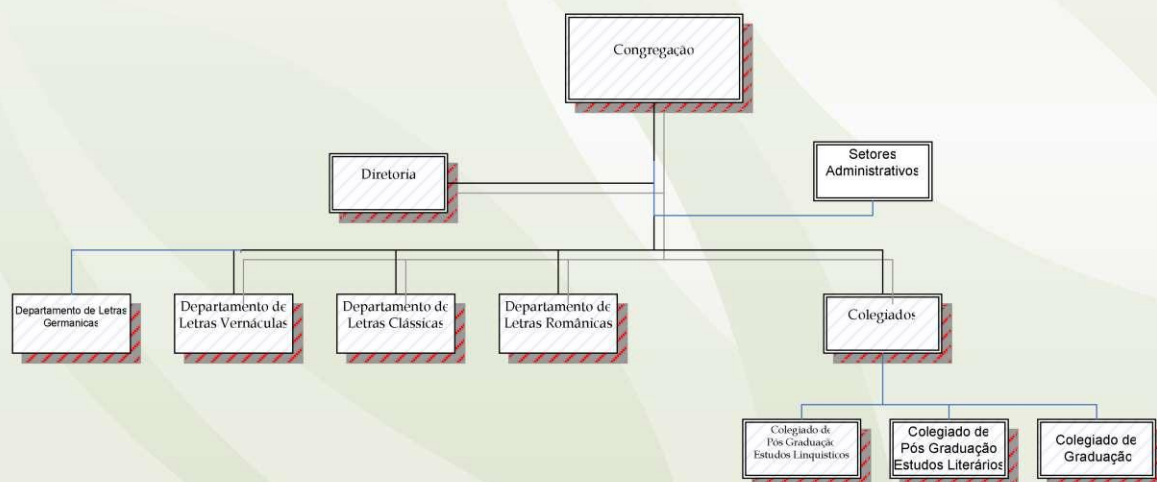 Congregação
Diretoria
Setores
Administrativos
Departamento de Letras
Germanicas
Departamento de
Letras Vernáculas
Departamento de
Letras Clássicas
Departamento de
Letras Românicas
Colegiados
Colegiado de
Pós Graduação
Estudos Linquisticos
Colegiado de
Pós Graduação
Estudos Literários
Colegiado de
Graduação